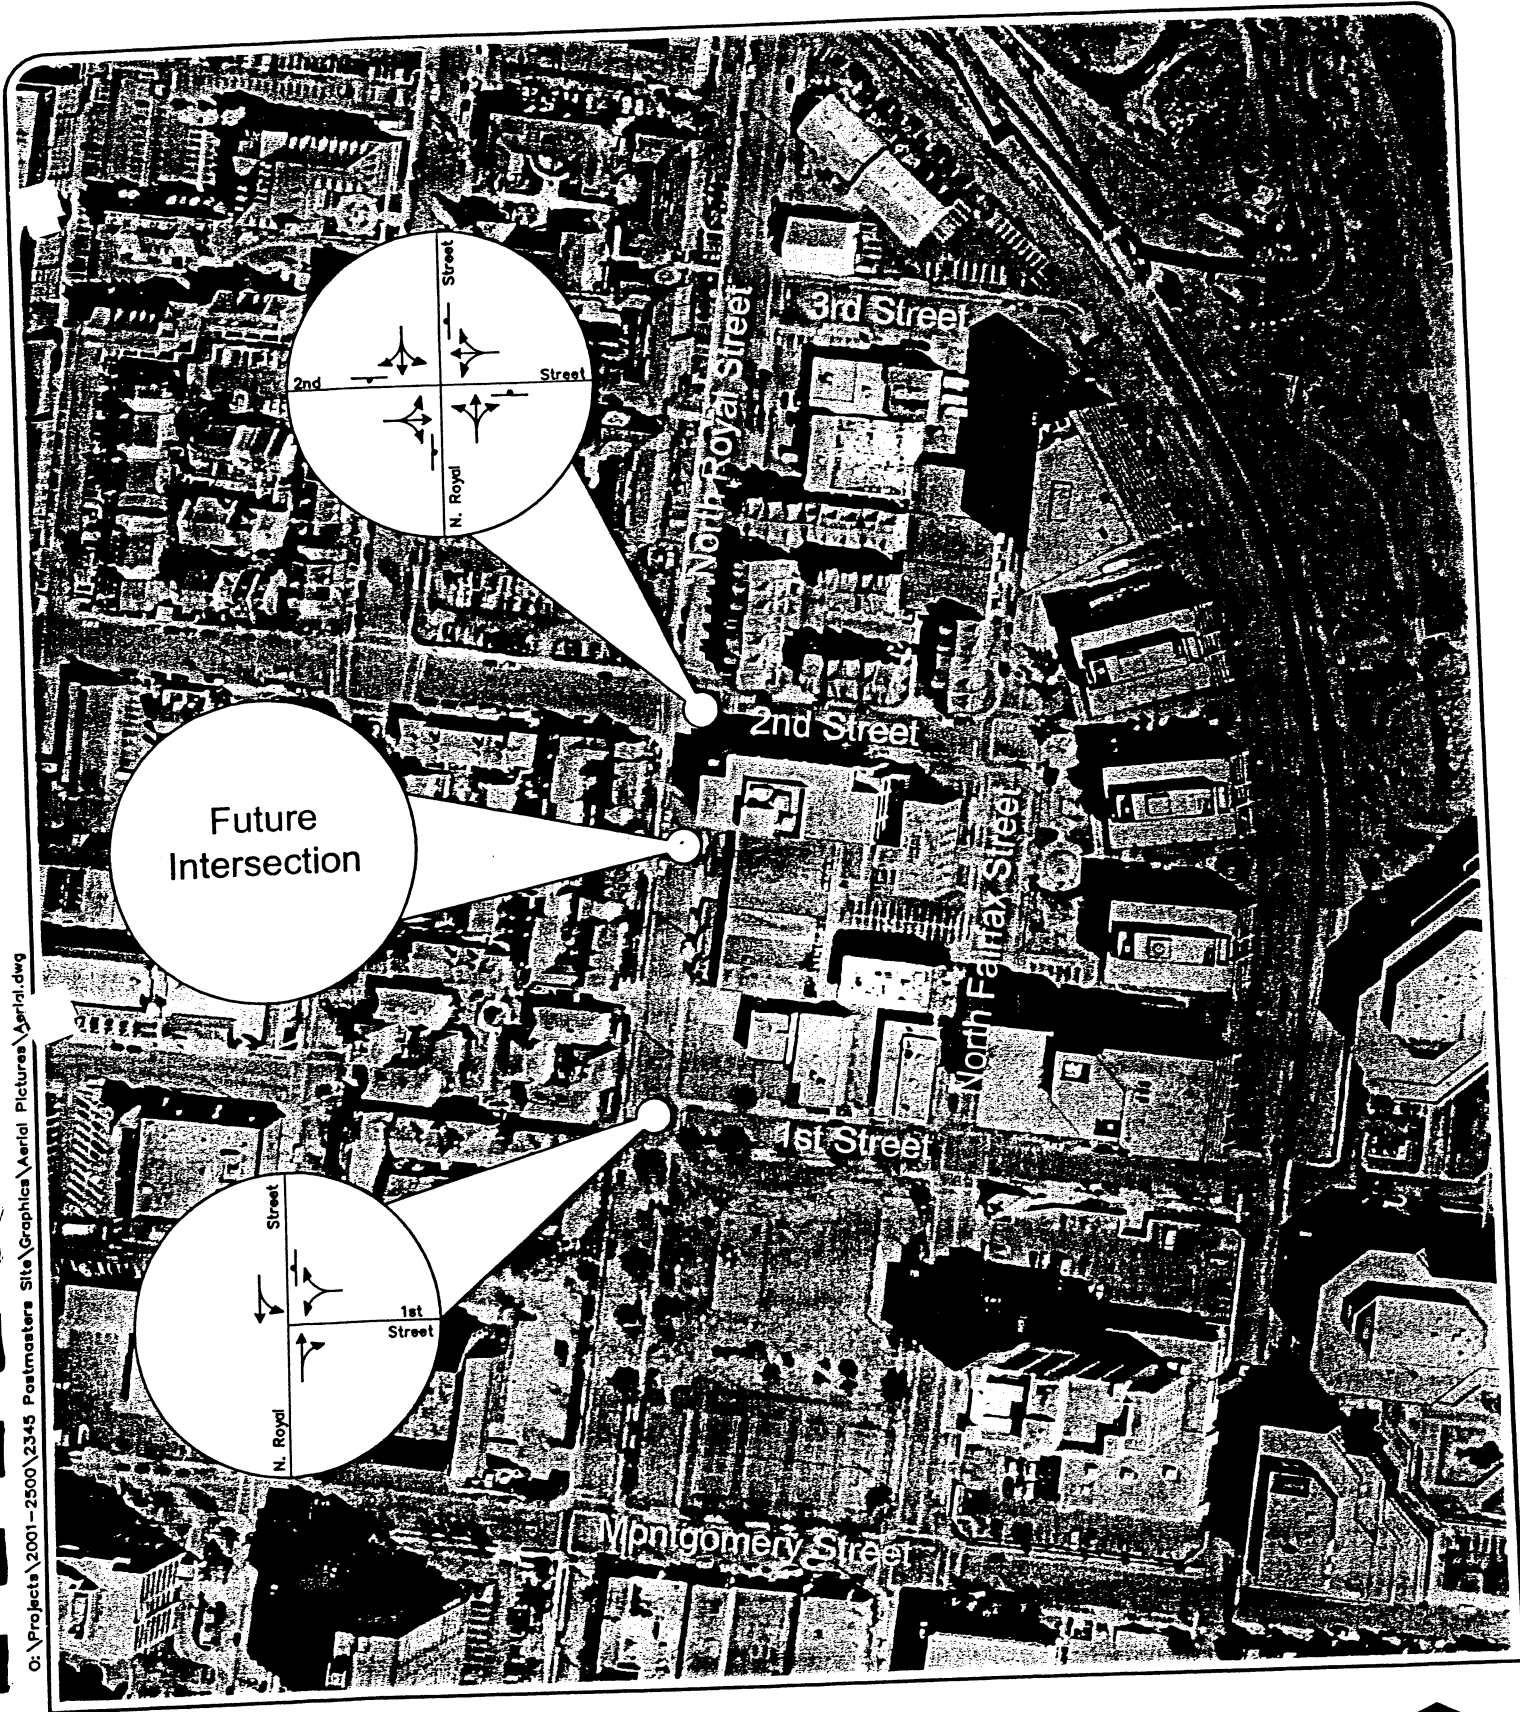 O: \Projects\2001-2500\2345 Postmasters Site\Graphics\Aerial Pictures\Aerial.dwg
Street
2nd
Street
N. Royal
3rd Street
North Royal Street
2nd Street
Future
Intersection
North Fairfax Street
1st Street
Street
1st
Street
N. Royal
Montgomery Street